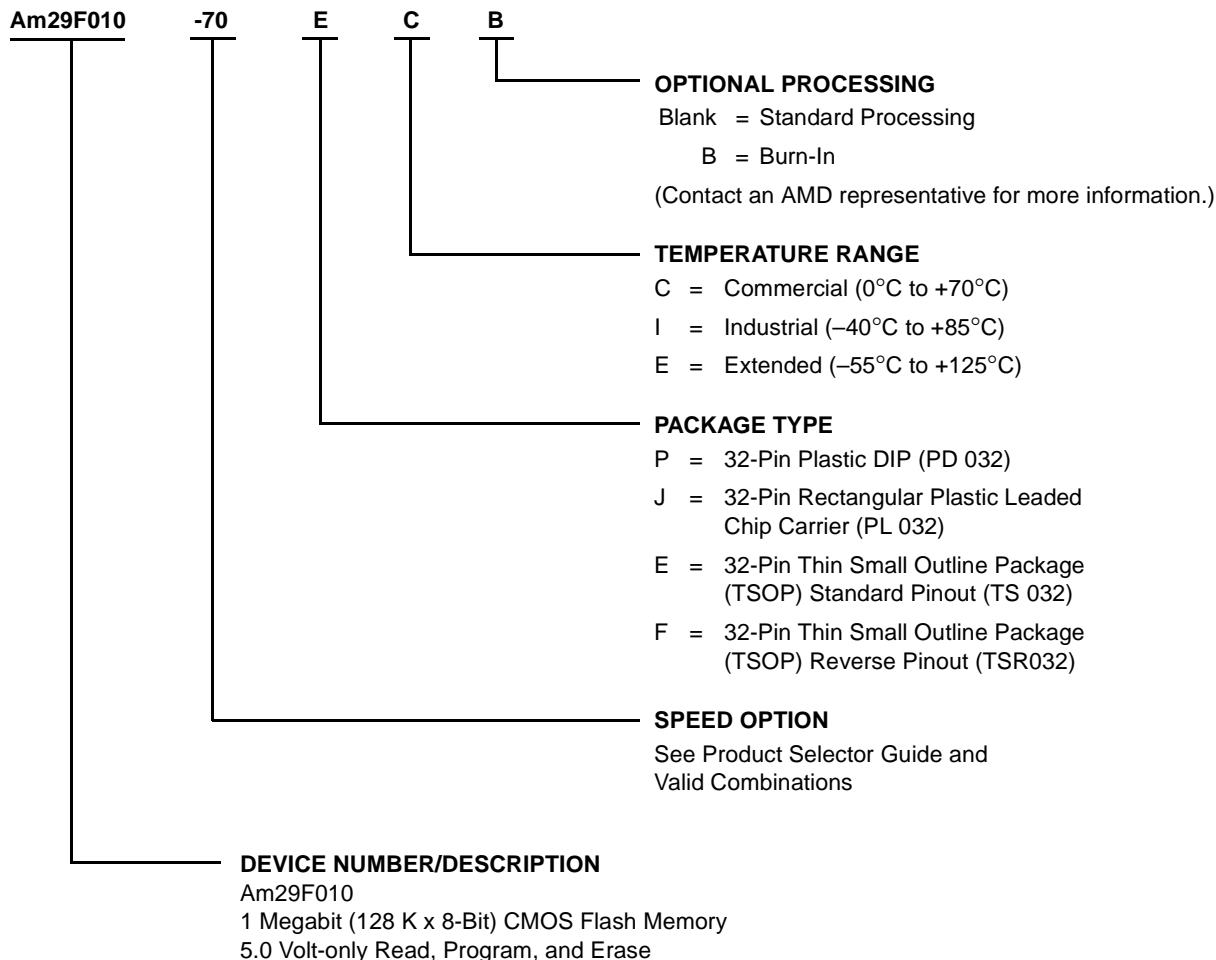 Am29F010 -70 E C B
OPTIONAL PROCESSING
Blank = Standard Processing
B = Burn-In
(Contact an AMD representative for more information.)
TEMPERATURE RANGE
C = Commercial (0°C to +70°C)
I = Industrial (–40°C to +85°C)
E = Extended (–55°C to +125°C)
PACKAGE TYPE
P = 32-Pin Plastic DIP (PD 032)
J = 32-Pin Rectangular Plastic Leaded
Chip Carrier (PL 032)
E = 32-Pin Thin Small Outline Package
(TSOP) Standard Pinout (TS 032)
F = 32-Pin Thin Small Outline Package
(TSOP) Reverse Pinout (TSR032)
SPEED OPTION
See Product Selector Guide and
Valid Combinations
DEVICE NUMBER/DESCRIPTION
Am29F010
1 Megabit (128 K x 8-Bit) CMOS Flash Memory
5.0 Volt-only Read, Program, and Erase